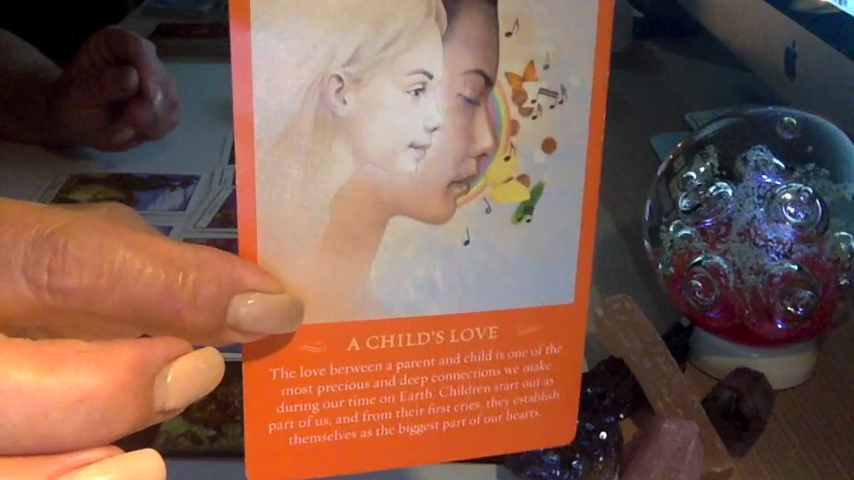 A CHILD'S LOVE
The love between a parent and child is one of the
most precious and deep connections we make
during our time on Earth. Children start out as
part of us, and from their first cries, they establish
themselves as the biggest part of our hearts.